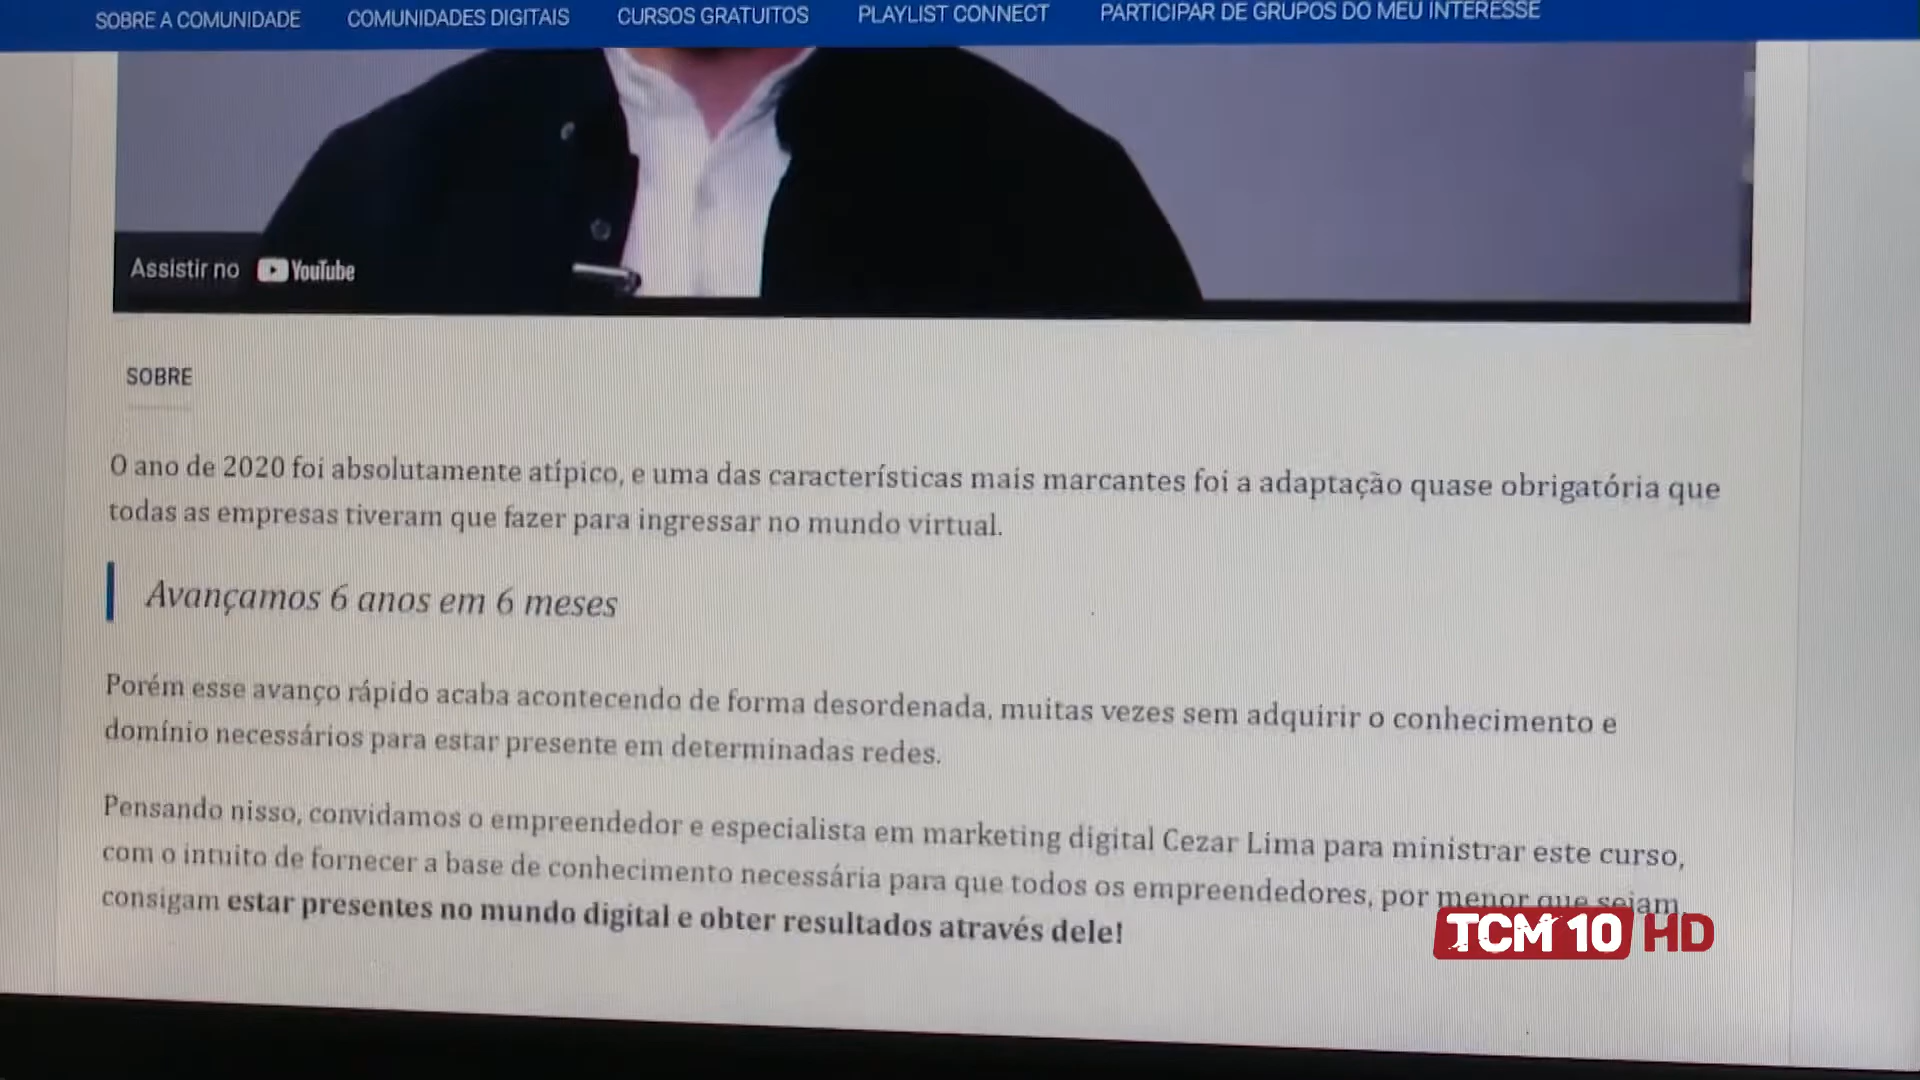 SOBRE A COMUNIDADE COMUNIDADES DIGITAIS CURSOS GRATUITOS PLAYLIST CONNECT PARTICIPAR DE GRUPOS DO MEU INTERESSE
Assistir no YouTube
SOBRE
O ano de 2020 foi absolutamente atípico, e uma das características mais marcantes foi a adaptação quase obrigatória que
todas as empresas tiveram que fazer para ingressar no mundo virtual.
Avançamos 6 anos em 6 meses
Porém esse avanço rápido acaba acontecendo de forma desordenada, muitas vezes sem adquirir o conhecimento e
domínio necessários para estar presente em determinadas redes.
Pensando nisso, convidamos o empreendedor e especialista em marketing digital Cezar Lima para ministrar este curso,
com o intuito de fornecer a base de conhecimento necessária para que todos os empreendedores, por menor que sejam,
consigam estar presentes no mundo digital e obter resultados através dele!
TCM 10 HD